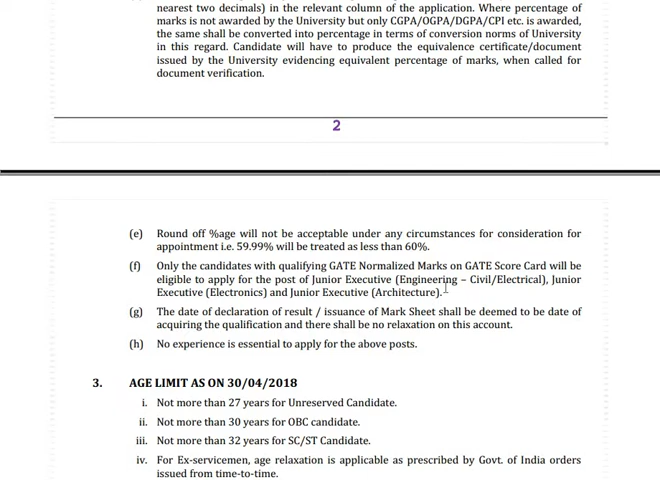 nearest two decimals) in the relevant column of the application. Where percentage of
marks is not awarded by the University but only CGPA/OGPA/DGPA/CPI etc. is awarded,
the same shall be converted into percentage in terms of conversion norms of University
in this regard. Candidate will have to produce the equivalence certificate/document
issued by the University evidencing equivalent percentage of marks, when called for
document verification.
2
(e) Round off %age will not be acceptable under any circumstances for consideration for
appointment i.e. 59.99% will be treated as less than 60%.
(f) Only the candidates with qualifying GATE Normalized Marks on GATE Score Card will be
eligible to apply for the post of Junior Executive (Engineering – Civil/Electrical), Junior
Executive (Electronics) and Junior Executive (Architecture).
(g) The date of declaration of result / issuance of Mark Sheet shall be deemed to be date of
acquiring the qualification and there shall be no relaxation on this account.
(h) No experience is essential to apply for the above posts.
3. AGE LIMIT AS ON 30/04/2018
i. Not more than 27 years for Unreserved Candidate.
ii. Not more than 30 years for OBC candidate.
iii. Not more than 32 years for SC/ST Candidate.
iv. For Ex-servicemen, age relaxation is applicable as prescribed by Govt. of India orders
issued from time-to-time.